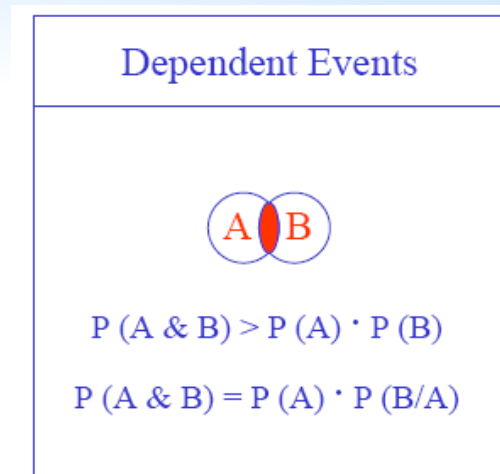 Dependent Events
A B
P (A & B) > P (A) · P (B)
P (A & B) = P (A) · P (B/A)